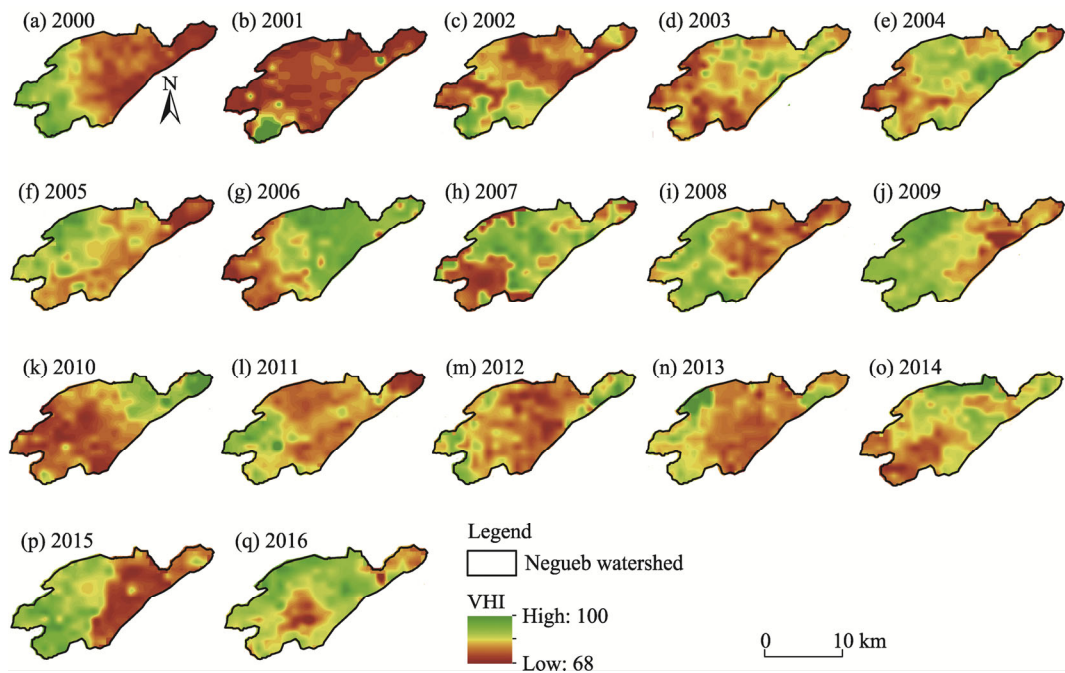 (a) 2000
(b) 2001
(c) 2002
(d) 2003
(e) 2004
N
(f) 2005
(g) 2006
(h) 2007
(i) 2008
(j) 2009
(k) 2010
(l) 2011
(m) 2012
(n) 2013
(o) 2014
(p) 2015
(q) 2016
Legend
Negueb watershed
VHI
High: 100
Low: 68
0 10 km